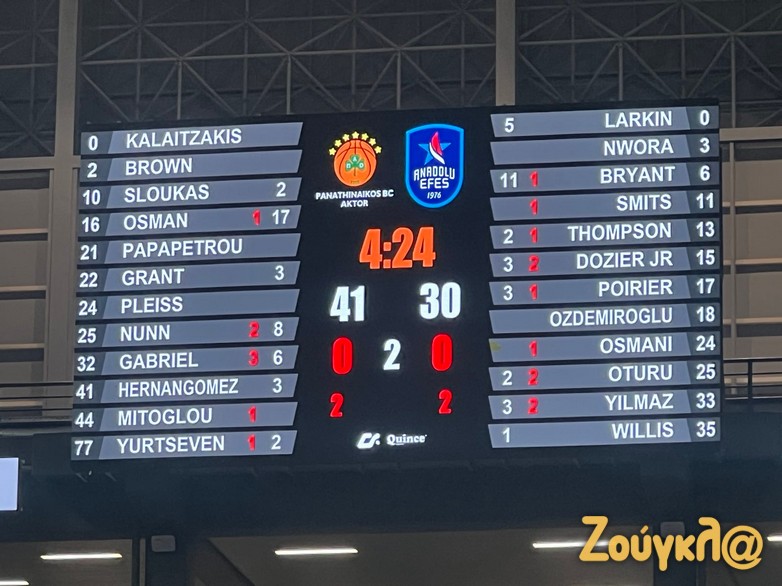 0 KALAITZAKIS
2 BROWN
10 SLOUKAS 2
16 OSMAN 1 17
21 PAPAPETROU
22 GRANT 3
24 PLEISS
25 NUNN 2 8
32 GABRIEL 3 6
41 HERNANGOMEZ 3
44 MITOGLOU 1
77 YURTSEVEN 1 2
PANATHINAIKOS BC
AKTOR
ANADOLU
EFES
1976
4:24
41 30
0 2 0
2 2
Quince
5 LARKIN 0
NWORA 3
11 1 BRYANT 6
1 SMITS 11
2 1 THOMPSON 13
3 2 DOZIER JR 15
3 1 POIRIER 17
OZDEMIROGLU 18
1 OSMANI 24
2 2 OTURU 25
3 2 YILMAZ 33
1 WILLIS 35
Ζούγκλ@